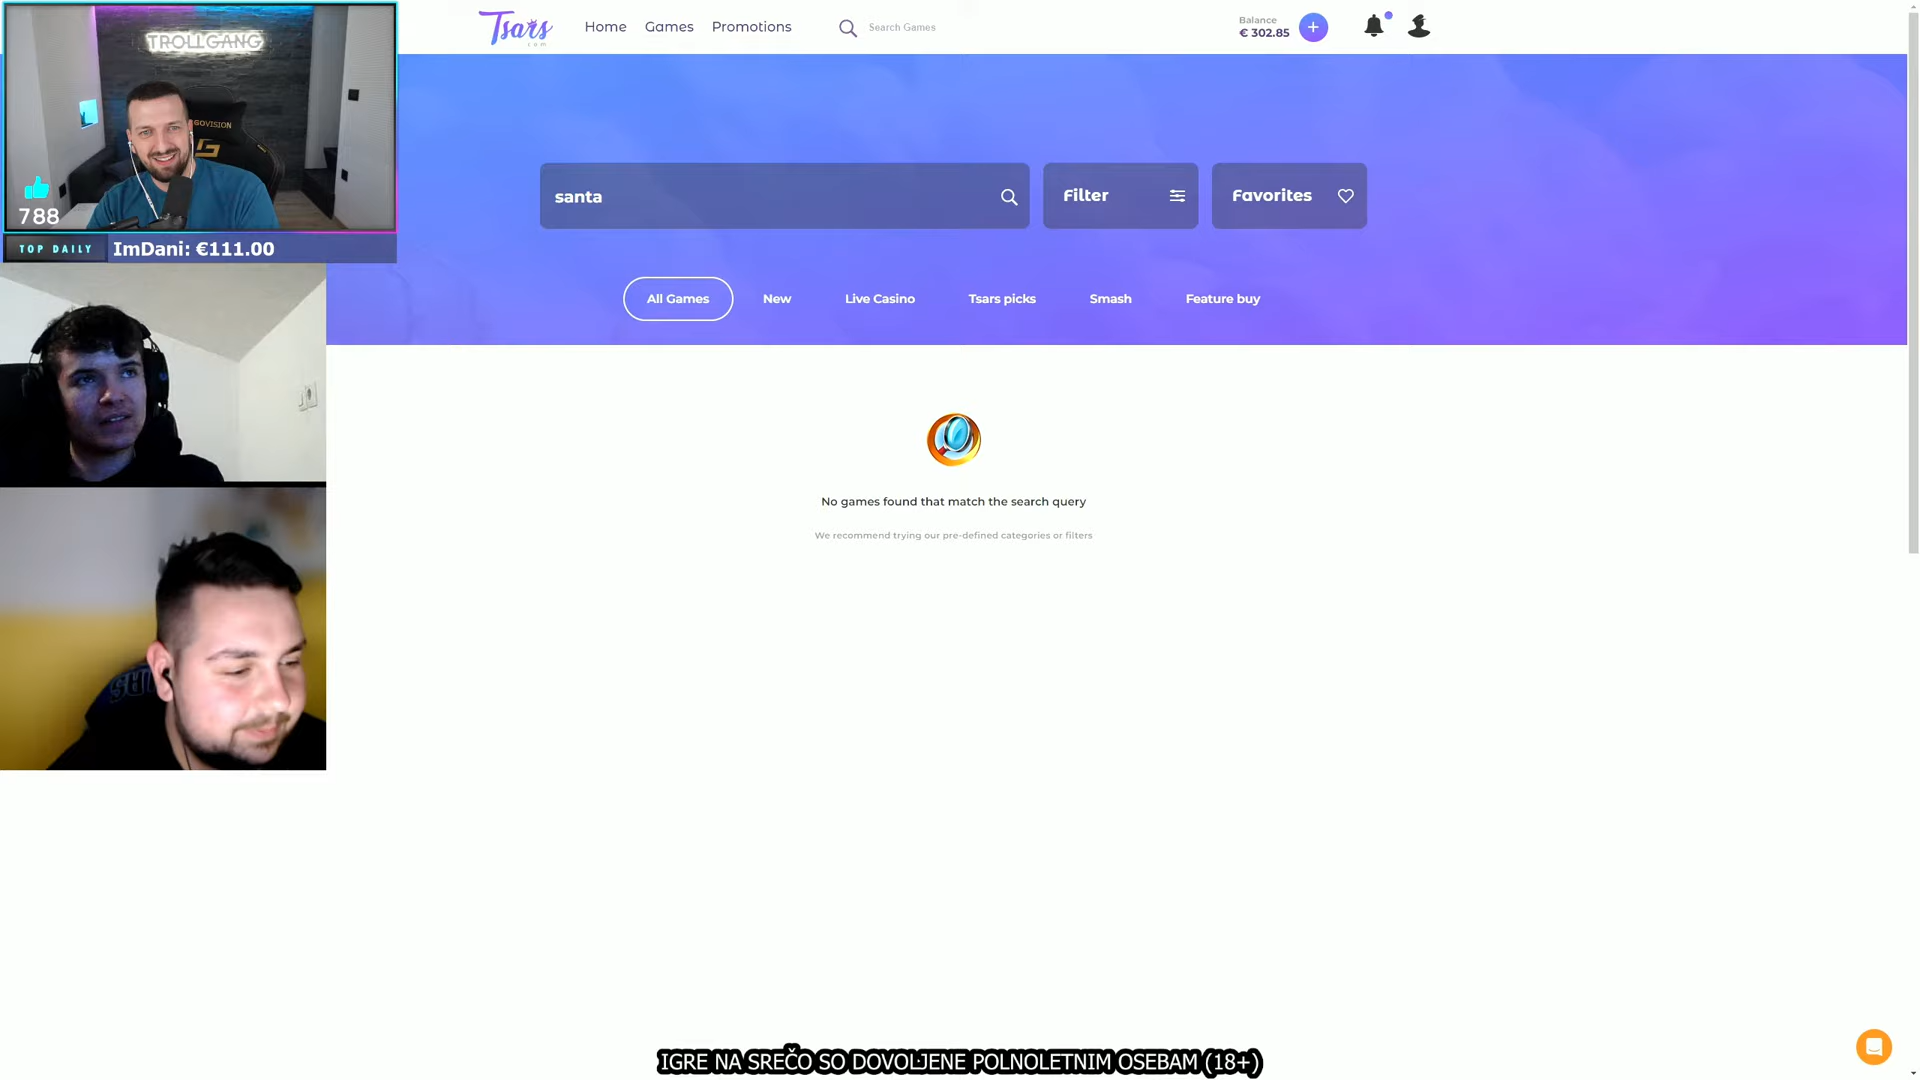 TROLLGANG
GOVISION
788
TOP DAILY
ImDani: €111.00
Tsars
com
Home
Games
Promotions
Search Games
Balance
€ 302.85
santa
Filter
Favorites
All Games
New
Live Casino
Tsars picks
Smash
Feature buy
No games found that match the search query
We recommend trying our pre-defined categories or filters
IGRE NA SREČO SO DOVOLJENE POLNOLETNIM OSEBAM (18+)